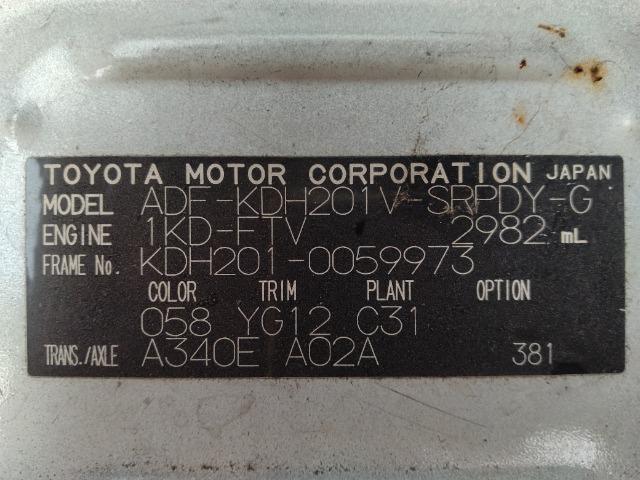 TOYOTA MOTOR CORPORATION JAPAN
MODEL ADF-KDH201V-SRPDY-G
ENGINE 1KD-FTV 2982 mL
FRAME No. KDH201-0059973
COLOR TRIM PLANT OPTION
058 YG12 C31
TRANS./AXLE A340E A02A 381